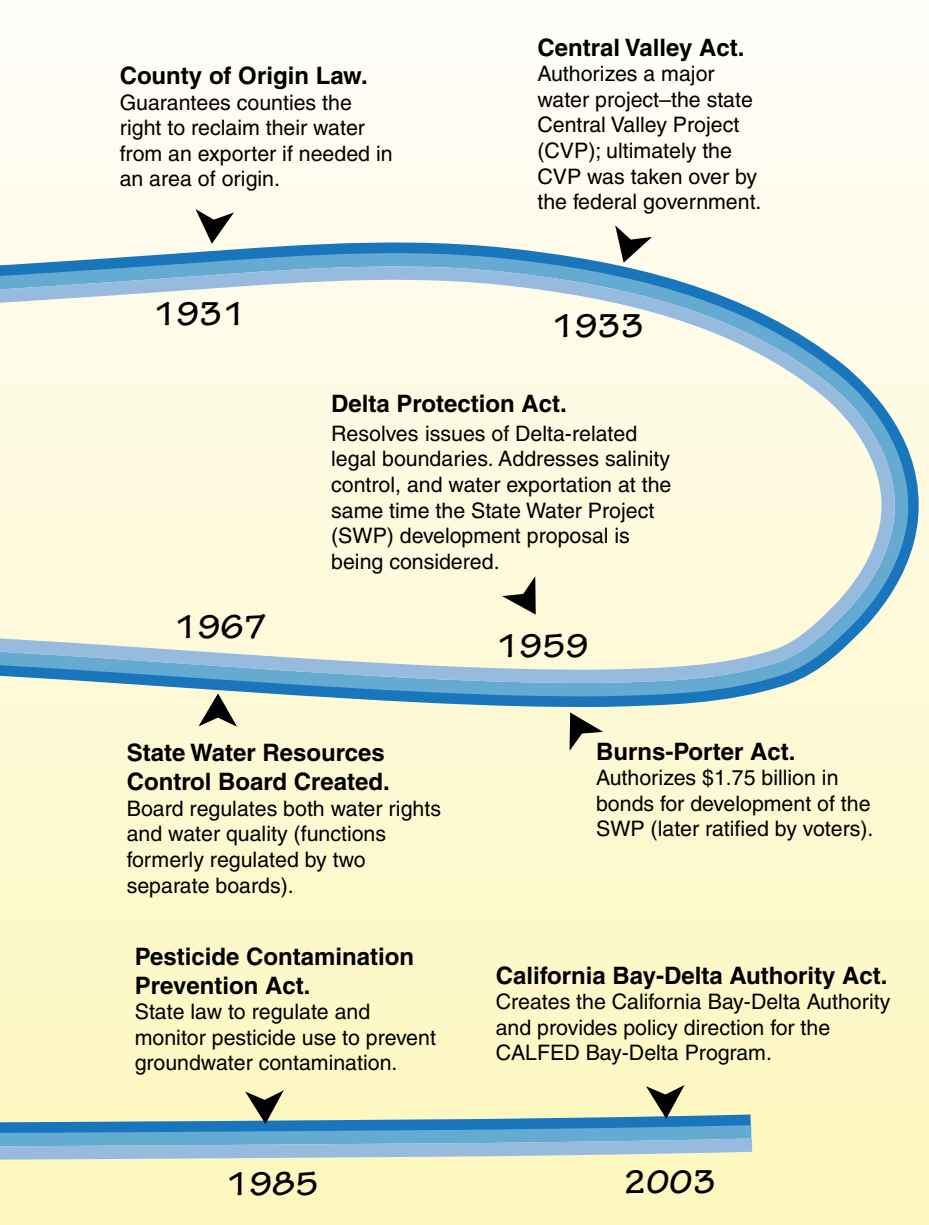 County of Origin Law.
Guarantees counties the
right to reclaim their water
from an exporter if needed in
an area of origin.
1931
Central Valley Act.
Authorizes a major
water project–the state
Central Valley Project
(CVP); ultimately the
CVP was taken over by
the federal government.
1933
Delta Protection Act.
Resolves issues of Delta-related
legal boundaries. Addresses salinity
control, and water exportation at the
same time the State Water Project
(SWP) development proposal is
being considered.
1959
Burns-Porter Act.
Authorizes $1.75 billion in
bonds for development of the
SWP (later ratified by voters).
1967
State Water Resources
Control Board Created.
Board regulates both water rights
and water quality (functions
formerly regulated by two
separate boards).
Pesticide Contamination
Prevention Act.
State law to regulate and
monitor pesticide use to prevent
groundwater contamination.
1985
California Bay-Delta Authority Act.
Creates the California Bay-Delta Authority
and provides policy direction for the
CALFED Bay-Delta Program.
2003